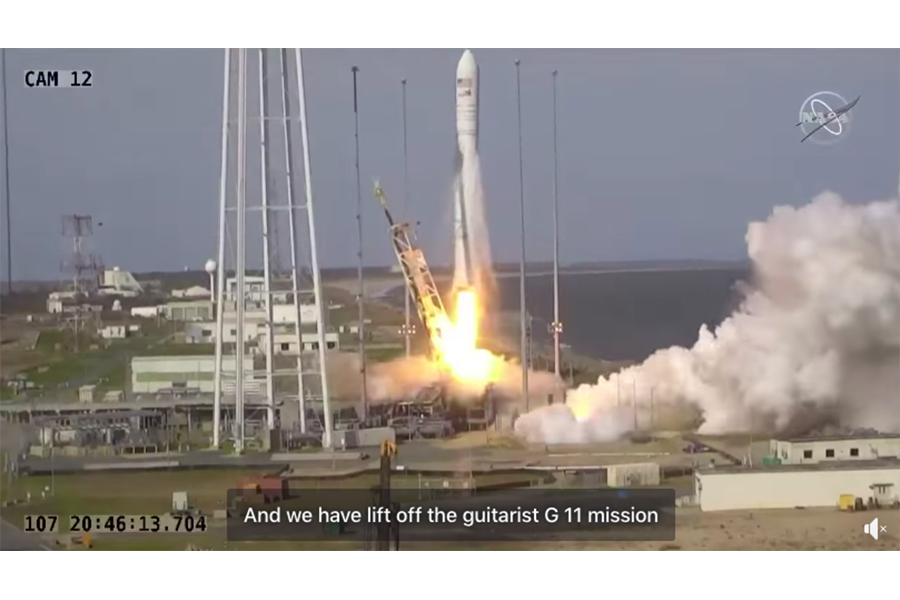 CAM 12
NASA
107 20:46:13.704
And we have lift off the guitarist G 11 mission